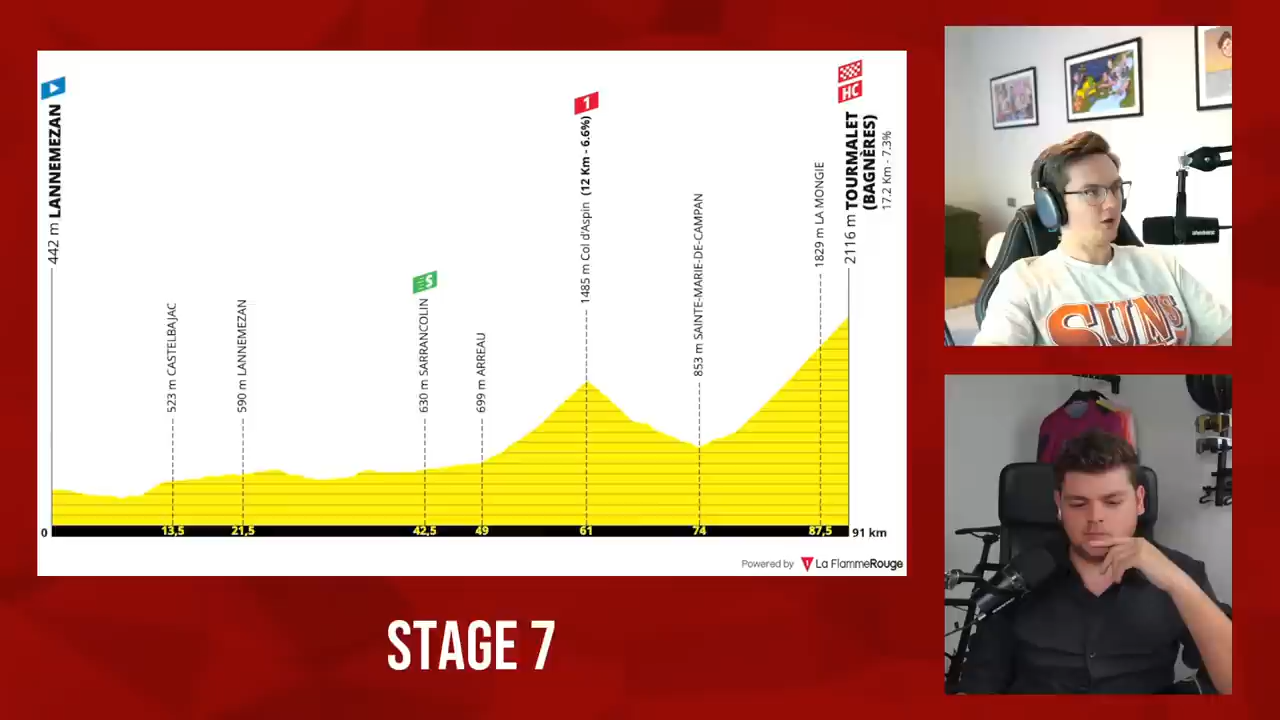 442 m LANNEMEZAN
523 m CASTELBAJAC
590 m LANNEMEZAN
S
630 m SARRANCOLIN
699 m ARREAU
1
1485 m Col d'Aspin (12 Km - 6.6%)
853 m SAINTE-MARIE-DE-CAMPAN
1829 m LA MONGIE
HC
2116 m TOURMALET
(BAGNÈRES)
17.2 Km - 7.3%
0 13,5 21,5 42,5 49 61 74 87,5 91 km
Powered by La FlammeRouge
STAGE 7
SUNS